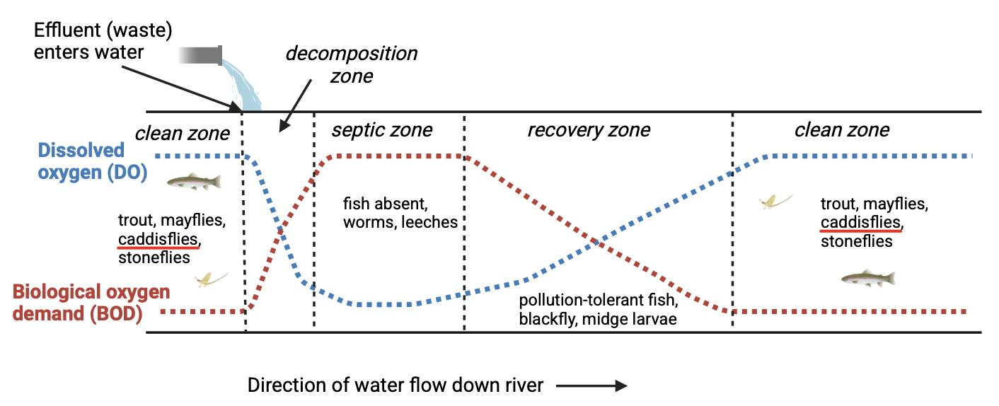 Effluent (waste)
enters water
decomposition
zone
clean zone
septic zone
recovery zone
clean zone
Dissolved
oxygen (DO)
trout, mayflies,
caddisflies,
stoneflies
fish absent,
worms, leeches
trout, mayflies,
caddisflies,
stoneflies
Biological oxygen
demand (BOD)
pollution-tolerant fish,
blackfly, midge larvae
Direction of water flow down river